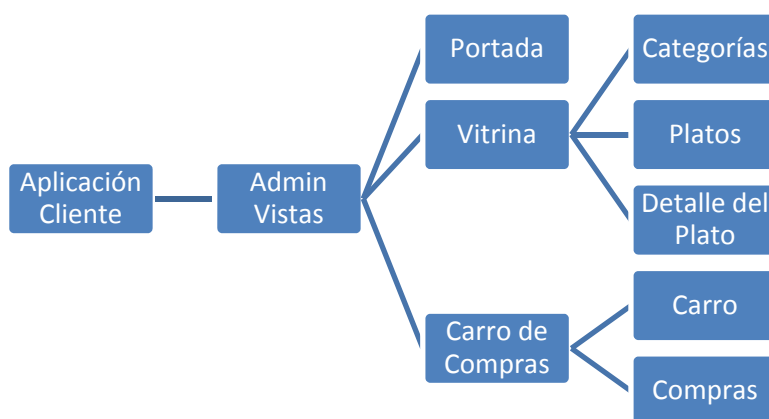 Aplicación
Cliente
Admin
Vistas
Portada
Vitrina
Categorías
Platos
Detalle del
Plato
Carro de
Compras
Carro
Compras